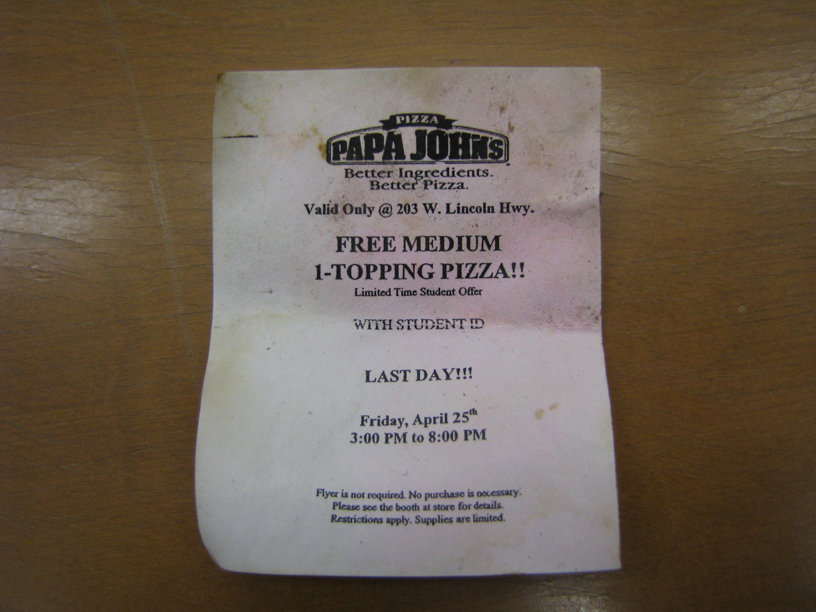 PIZZA
PAPA JOHN'S
Better Ingredients.
Better Pizza.
Valid Only @ 203 W. Lincoln Hwy.
FREE MEDIUM
1-TOPPING PIZZA!!
Limited Time Student Offer
WITH STUDENT ID
LAST DAY!!!
Friday, April 25th
3:00 PM to 8:00 PM
Flyer is not required. No purchase is necessary.
Please see the booth at store for details.
Restrictions apply. Supplies are limited.